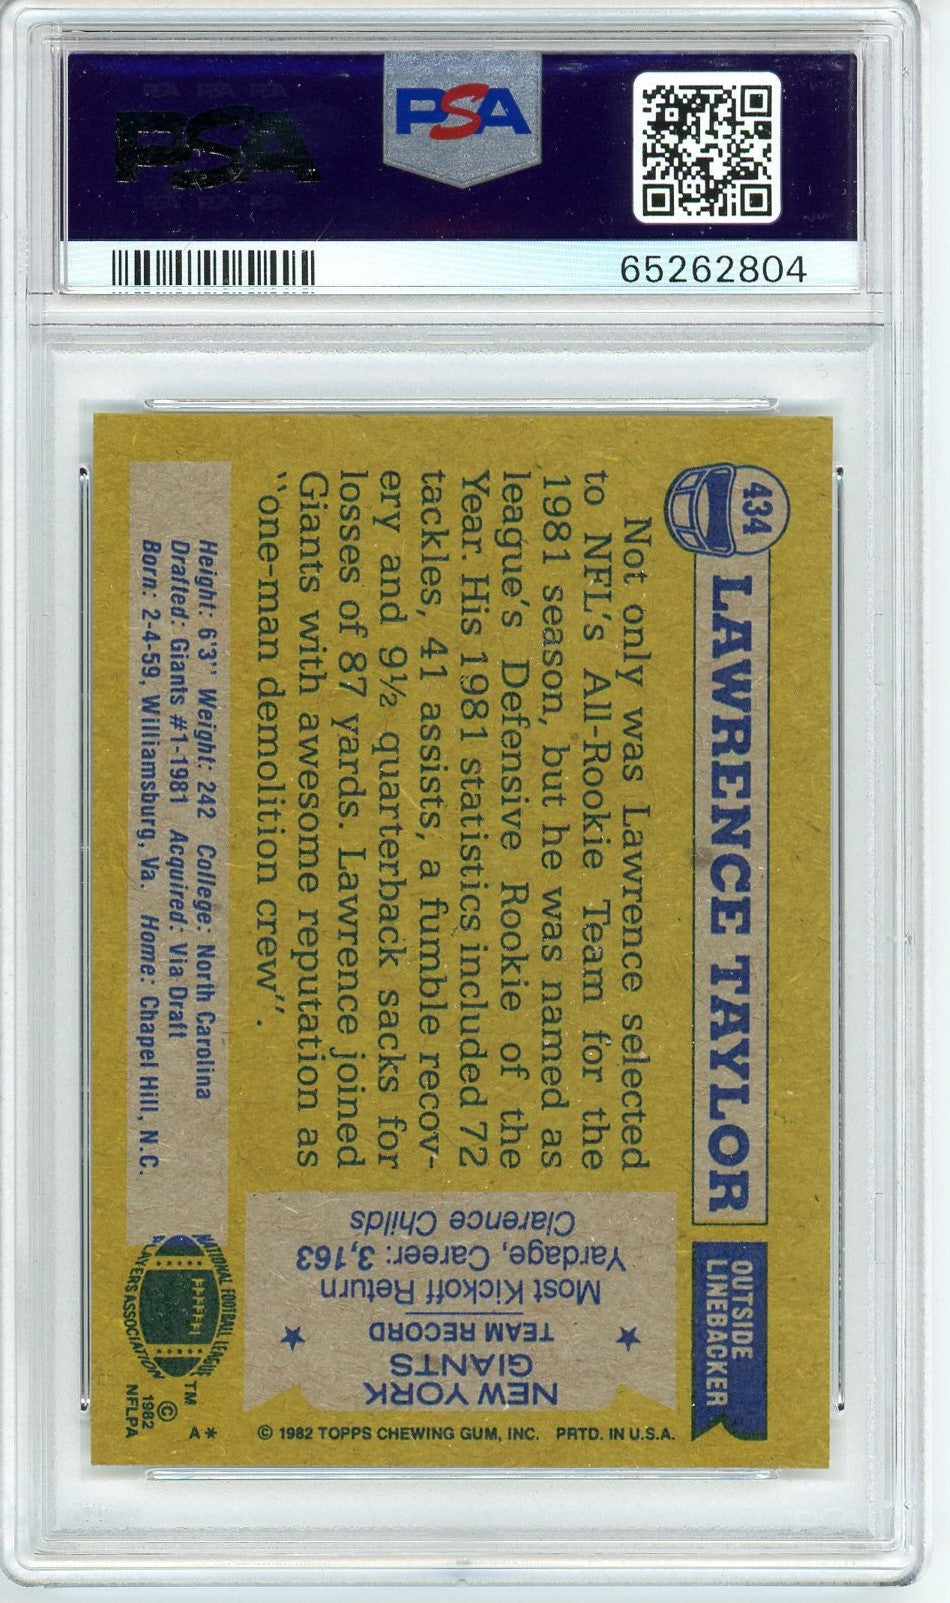 PSA
PSA
65262804
434
LAWRENCE TAYLOR
OUTSIDE
LINEBACKER
Not only was Lawrence selected
to NFL's All-Rookie Team for the
1981 season, but he was named as
league's Defensive Rookie of the
Year. His 1981 statistics included 72
tackles, 41 assists, a fumble recov-
ery and 9½ quarterback sacks for
losses of 87 yards. Lawrence joined
Giants with awesome reputation as
"one-man demolition crew".
NEW YORK
GIANTS
TEAM RECORD
Most Kickoff Return
Yardage, Career: 3,163
Clarence Childs
Height: 6'3" Weight: 242 College: North Carolina
Drafted: Giants #1-1981 Acquired: Via Draft
Born: 2-4-59, Williamsburg, Va. Home: Chapel Hill, N.C.
NATIONAL FOOTBALL LEAGUE
PLAYERS ASSOCIATION
TM
©
1982
NFLPA
A*
© 1982 TOPPS CHEWING GUM, INC. PRTD. IN U.S.A.